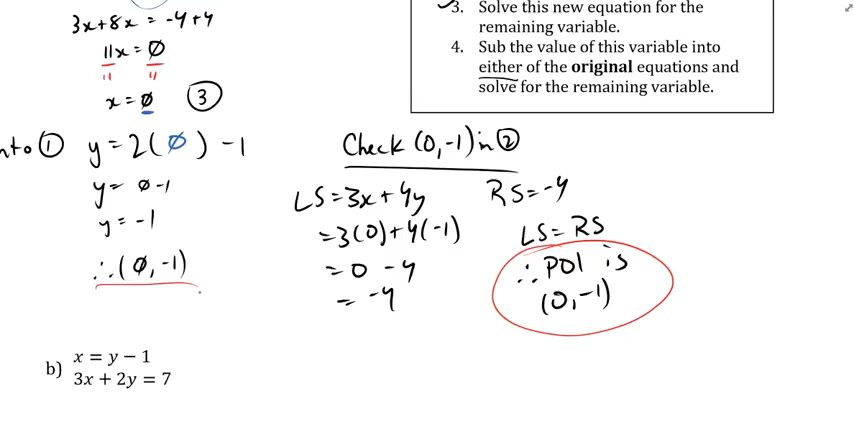 3x+8x = -4+4
11x = 0
11 11
x = 0 ③
nto ① y = 2(0) - 1
y = 0-1
y = -1
∴(0, -1)
3. Solve this new equation for the
remaining variable.
4. Sub the value of this variable into
either of the original equations and
solve for the remaining variable.
Check (0, -1) in ②
LS = 3x + 4y
= 3(0) + 4(-1)
= 0 - 4
= -4
RS = -4
LS = RS
∴ POI is
(0, -1)
b) x = y − 1
3x + 2y = 7